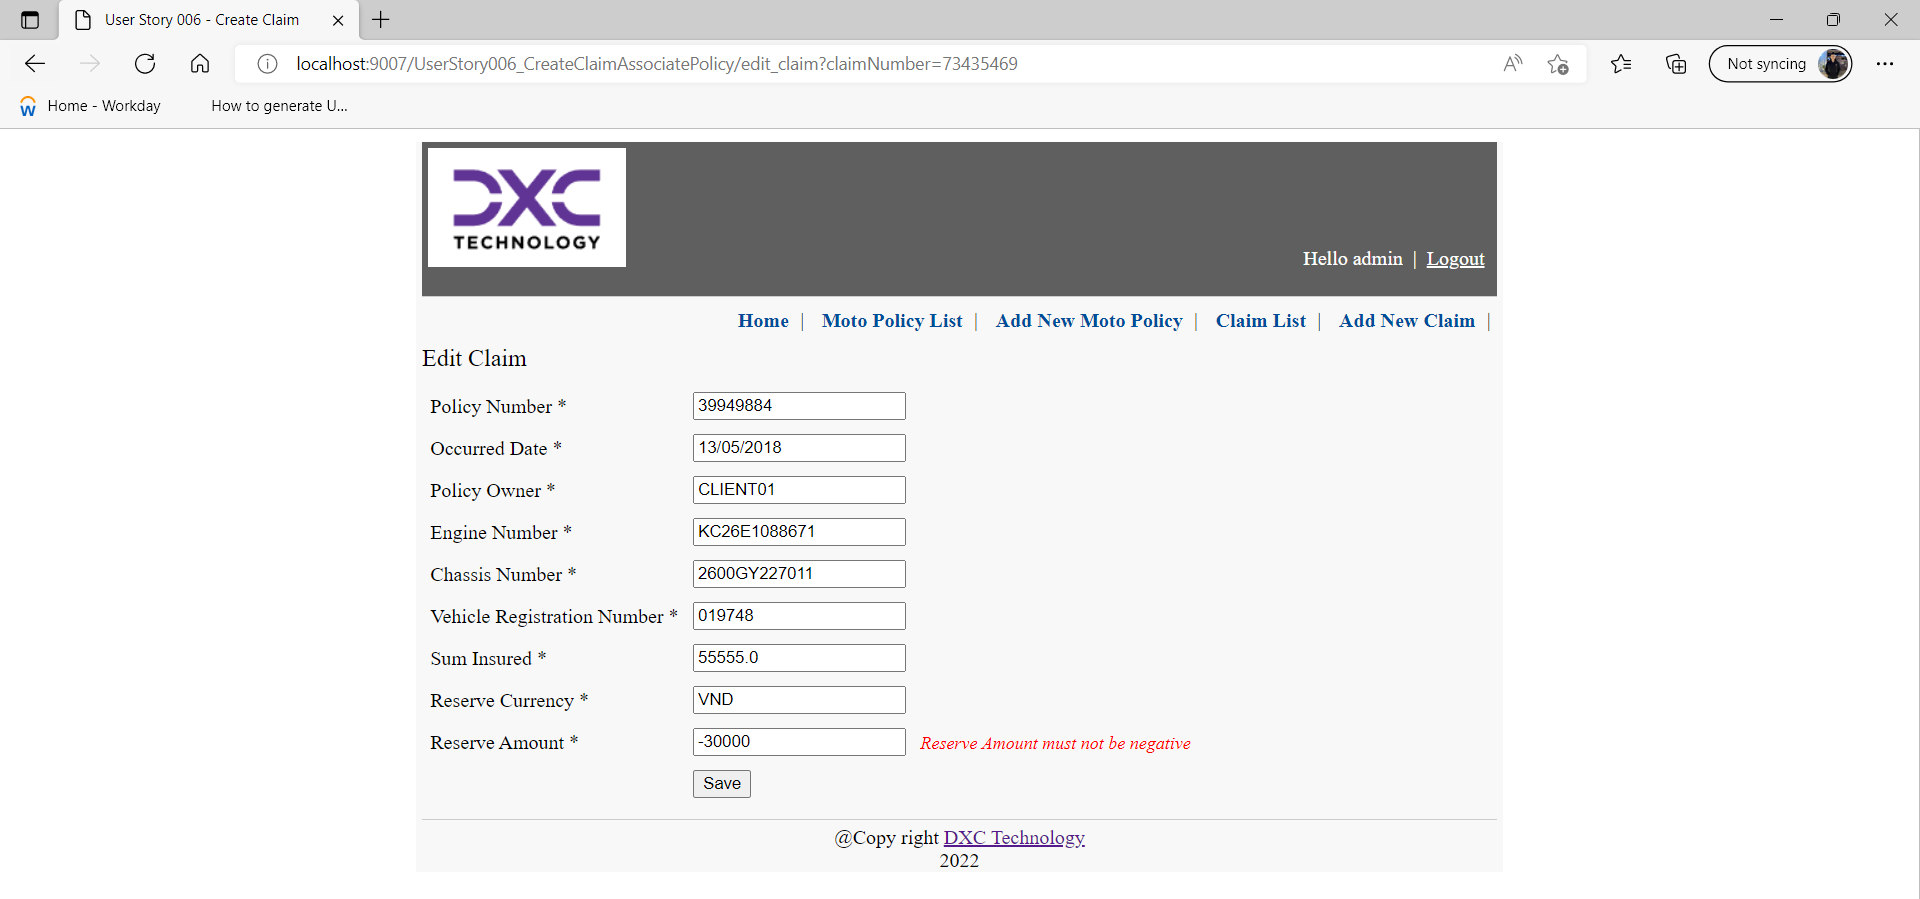 User Story 006 - Create Claim
localhost:9007/UserStory006_CreateClaimAssociatePolicy/edit_claim?claimNumber=73435469
Not syncing
Home - Workday
How to generate U...
DXC
TECHNOLOGY
Hello admin | Logout
Home | Moto Policy List | Add New Moto Policy | Claim List | Add New Claim |
Edit Claim
Policy Number * 39949884
Occurred Date * 13/05/2018
Policy Owner * CLIENT01
Engine Number * KC26E1088671
Chassis Number * 2600GY227011
Vehicle Registration Number * 019748
Sum Insured * 55555.0
Reserve Currency * VND
Reserve Amount * -30000 Reserve Amount must not be negative
Save
@Copy right DXC Technology
2022